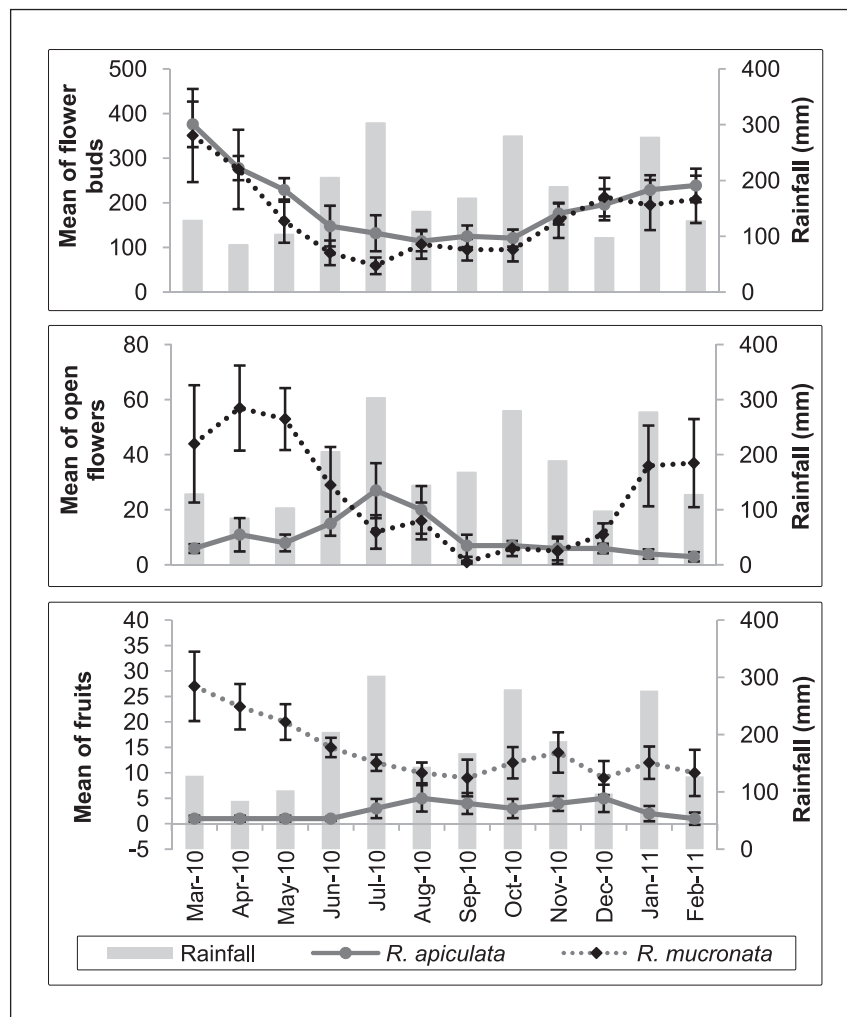 500
400
300
200
100
0
Mean of flower
buds
400
300
200
100
0
Rainfall (mm)
80
60
40
20
0
Mean of open
flowers
400
300
200
100
0
Rainfall (mm)
40
35
30
25
20
15
10
5
0
-5
Mean of fruits
400
300
200
100
0
Rainfall (mm)
Mar-10
Apr-10
May-10
Jun-10
Jul-10
Aug-10
Sep-10
Oct-10
Nov-10
Dec-10
Jan-11
Feb-11
Rainfall R. apiculata R. mucronata